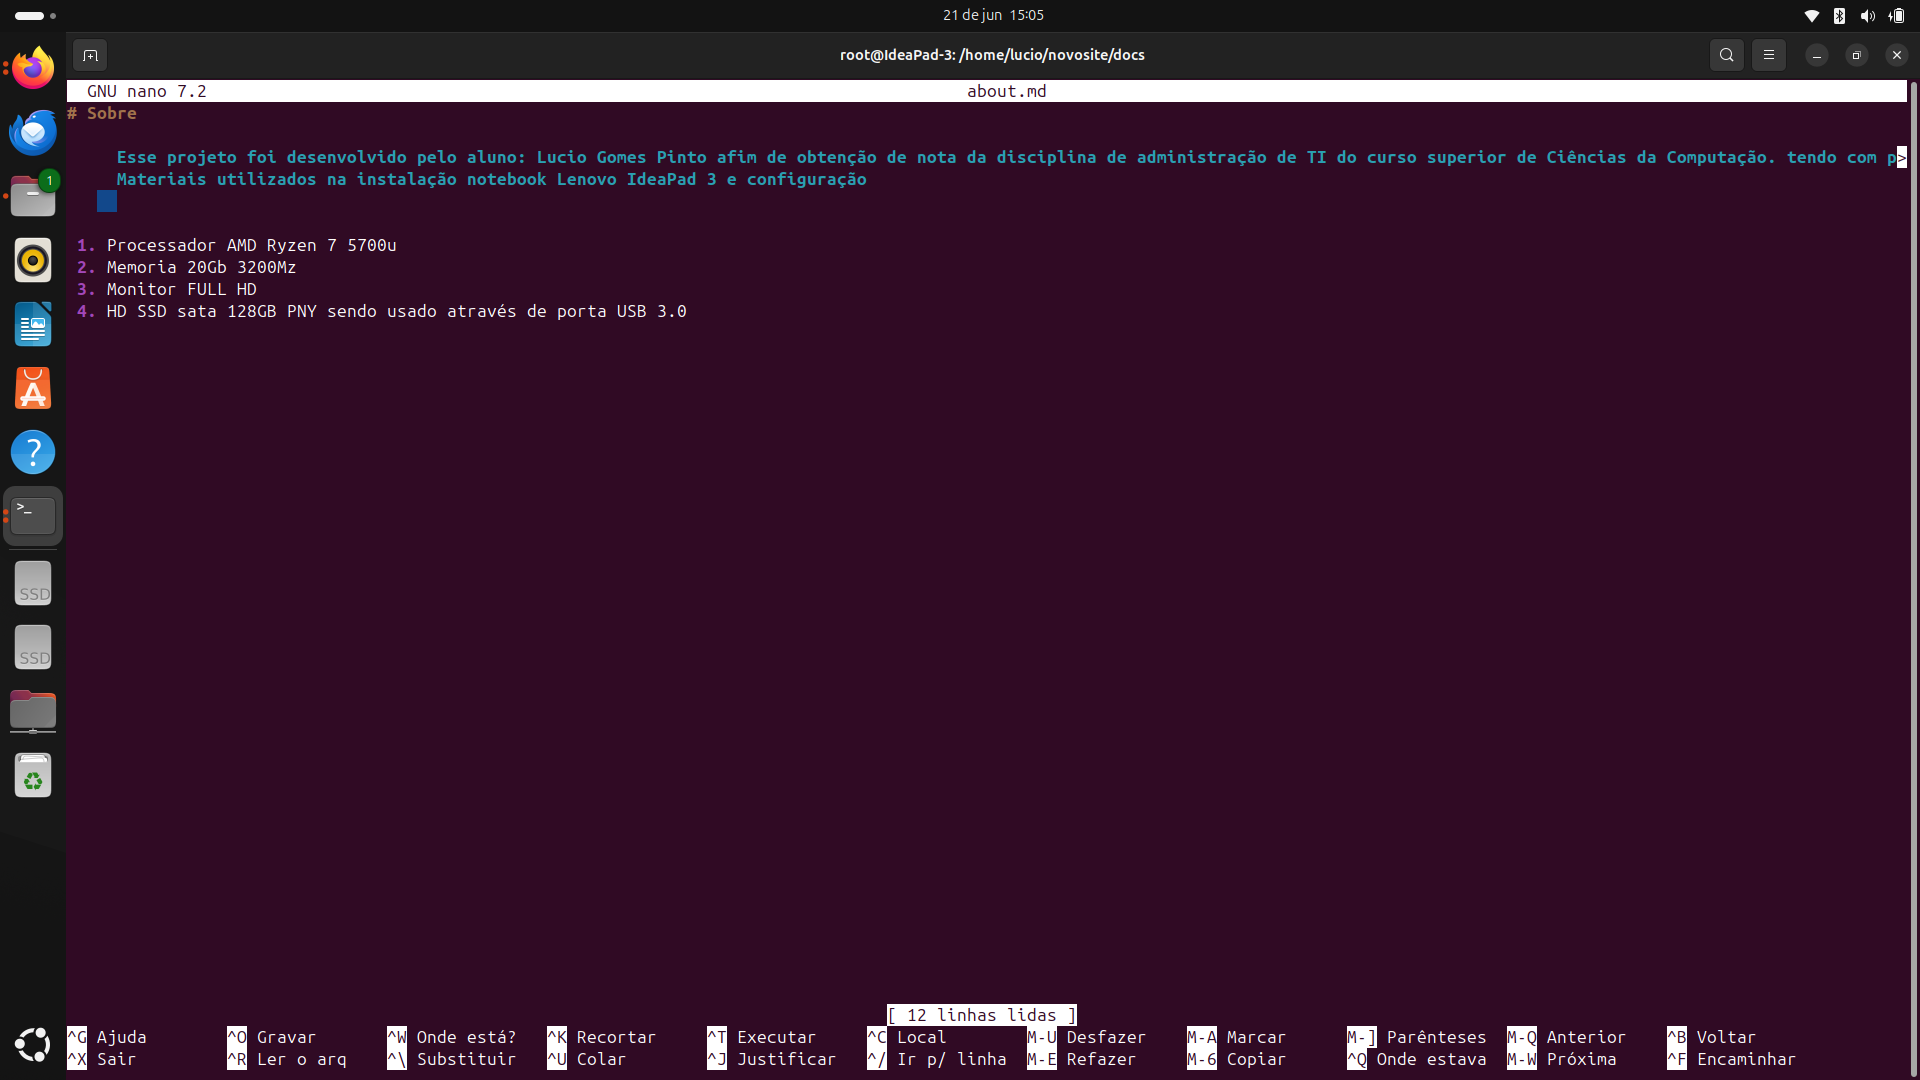 21 de jun 15:05
root@IdeaPad-3: /home/lucio/novosite/docs
GNU nano 7.2 about.md
# Sobre
Esse projeto foi desenvolvido pelo aluno: Lucio Gomes Pinto afim de obtenção de nota da disciplina de administração de TI do curso superior de Ciências da Computação. tendo com p>
Materiais utilizados na instalação notebook Lenovo IdeaPad 3 e configuração
1. Processador AMD Ryzen 7 5700u
2. Memoria 20Gb 3200Mz
3. Monitor FULL HD
4. HD SSD sata 128GB PNY sendo usado através de porta USB 3.0
1
>_
SSD
SSD
[ 12 linhas lidas ]
^G Ajuda ^O Gravar ^W Onde está? ^K Recortar ^T Executar ^C Local M-U Desfazer M-A Marcar M-] Parênteses M-Q Anterior ^B Voltar
^X Sair ^R Ler o arq ^\ Substituir ^U Colar ^J Justificar ^/ Ir p/ linha M-E Refazer M-6 Copiar ^Q Onde estava M-W Próxima ^F Encaminhar